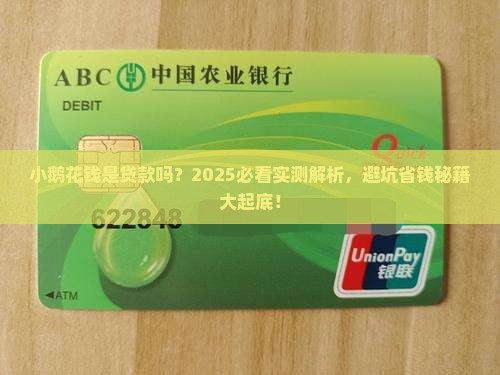 ABC 中国农业银行
DEBIT
Quick
小鹅花钱是贷款吗？2025必看实测解析，避坑省钱秘籍
大起底！
622848
UnionPay
银联
◀ATM